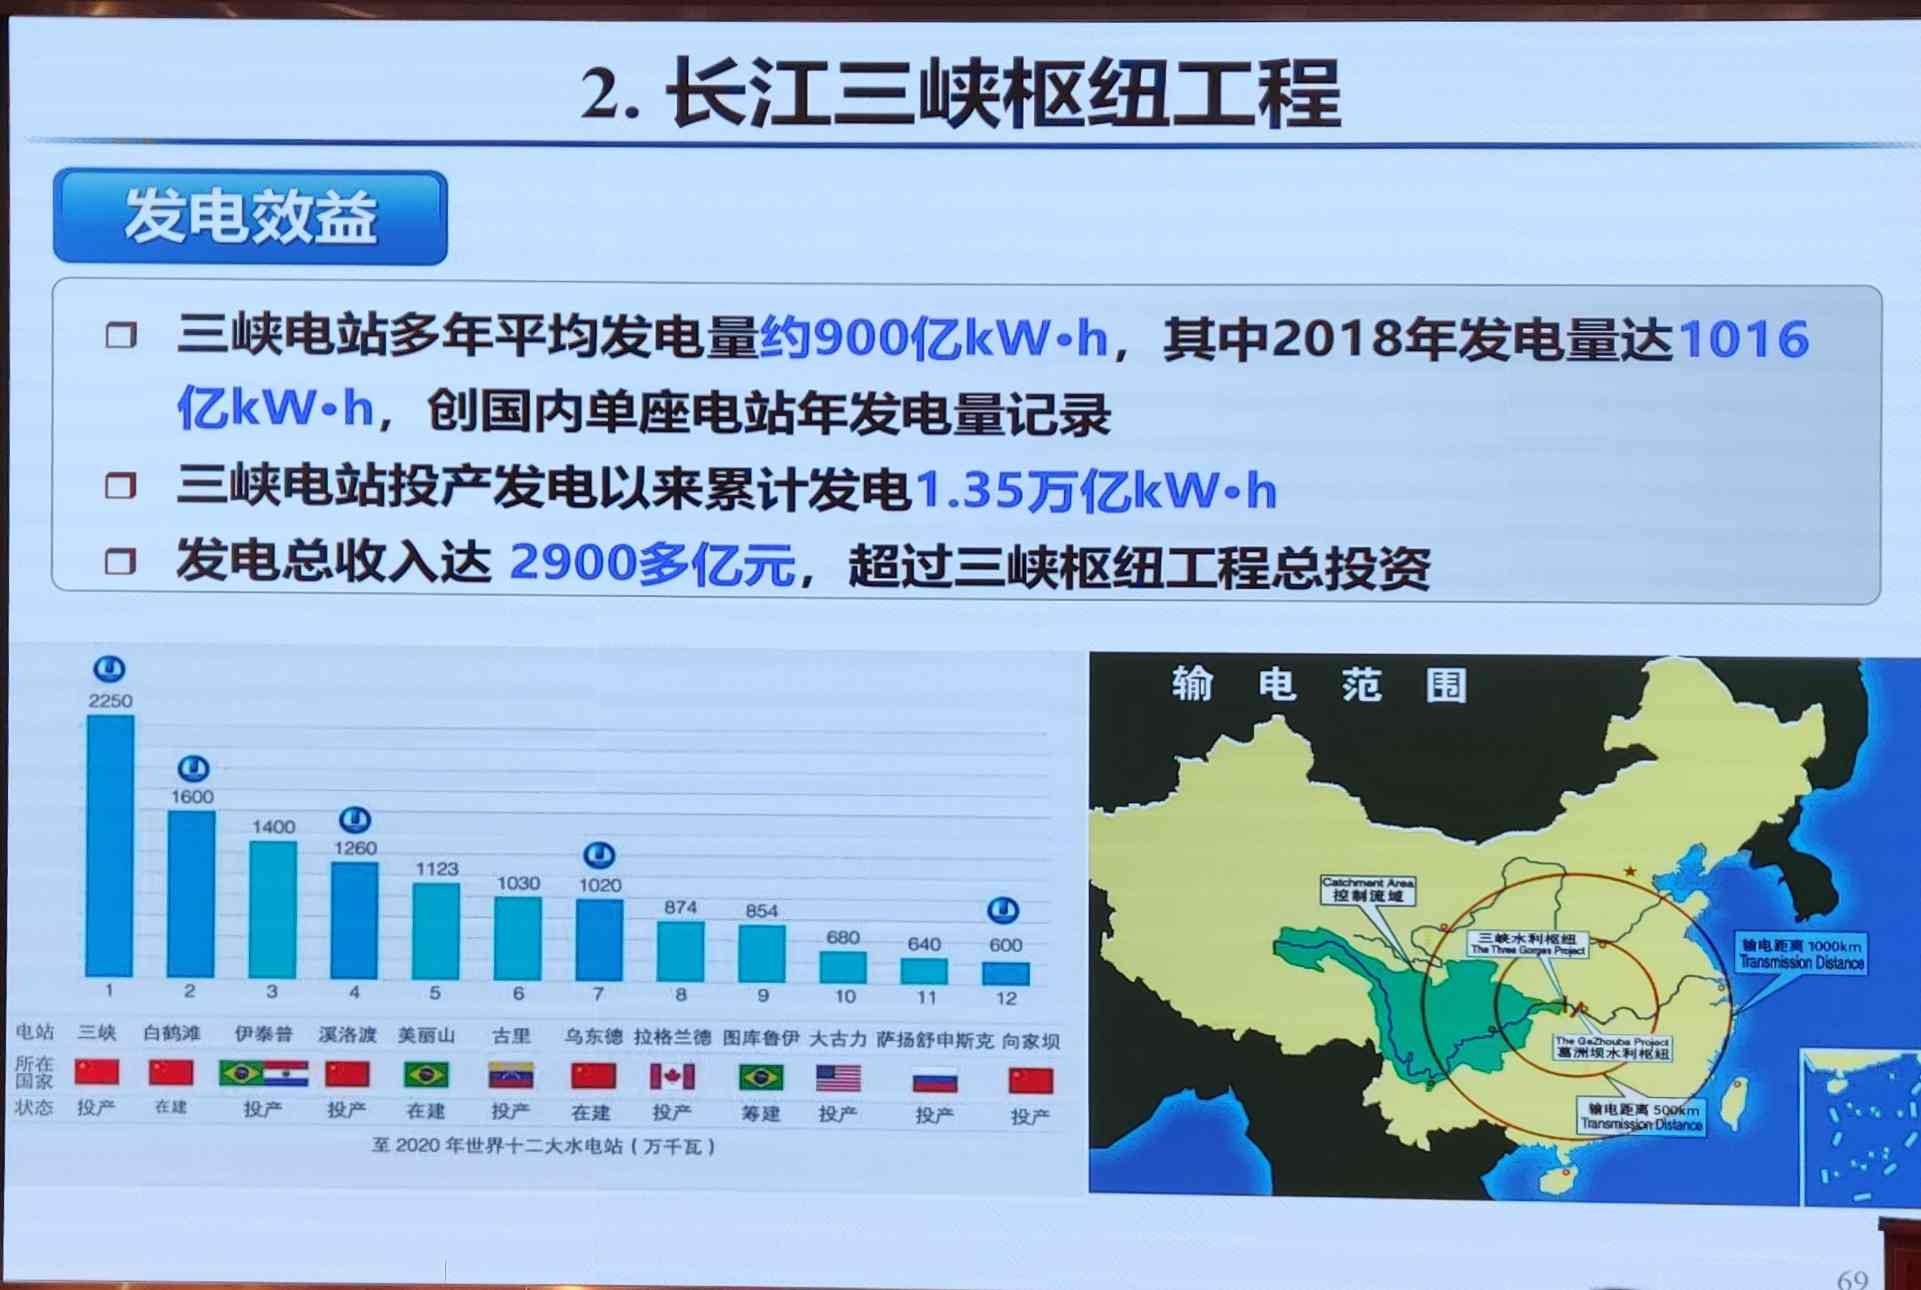 2. 长江三峡枢纽工程
发电效益
三峡电站多年平均发电量约900亿kW•h，其中2018年发电量达1016
亿kW•h，创国内单座电站年发电量记录
三峡电站投产发电以来累计发电1.35万亿kW•h
发电总收入达 2900多亿元，超过三峡枢纽工程总投资
2250
1600
1400
1260
1123
1030
1020
874
854
680
640
600
1 2 3 4 5 6 7 8 9 10 11 12
电站 三峡 白鹤滩 伊泰普 溪洛渡 美丽山 古里 乌东德 拉格兰德 图库鲁伊 大古力 萨扬舒申斯克 向家坝
所在
国家
状态 投产 在建 投产 投产 在建 投产 在建 投产 筹建 投产 投产 投产
至 2020 年世界十二大水电站（万千瓦）
输电范围
Catchment Area
控制流域
三峡水利枢纽
The Three Gorges Project
输电距离 1000km
Transmission Distance
The GeZhouba Project
葛洲坝水利枢纽
输电距离 500km
Transmission Distance
69